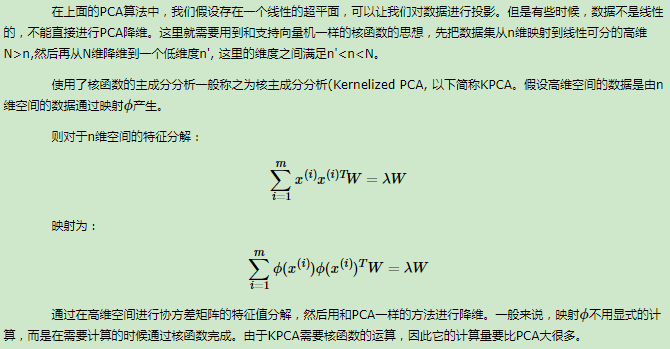 在上面的PCA算法中，我们假设存在一个线性的超平面，可以让我们对数据进行投影。但是有些时候，数据不是线性
的，不能直接进行PCA降维。这里就需要用到和支持向量机一样的核函数的思想，先把数据集从n维映射到线性可分的高维
N>n,然后再从N维降维到一个低维度n', 这里的维度之间满足n'<n<N。
使用了核函数的主成分分析一般称之为核主成分分析(Kernelized PCA, 以下简称KPCA。假设高维空间的数据是由n
维空间的数据通过映射ϕ产生。
则对于n维空间的特征分解：
\sum_{i=1}^{m} x^{(i)} x^{(i)T} W = λW
映射为：
\sum_{i=1}^{m} ϕ(x^{(i)}) ϕ(x^{(i)})^T W = λW
通过在高维空间进行协方差矩阵的特征值分解，然后用和PCA一样的方法进行降维。一般来说，映射ϕ不用显式的计
算，而是在需要计算的时候通过核函数完成。由于KPCA需要核函数的运算，因此它的计算量要比PCA大很多。